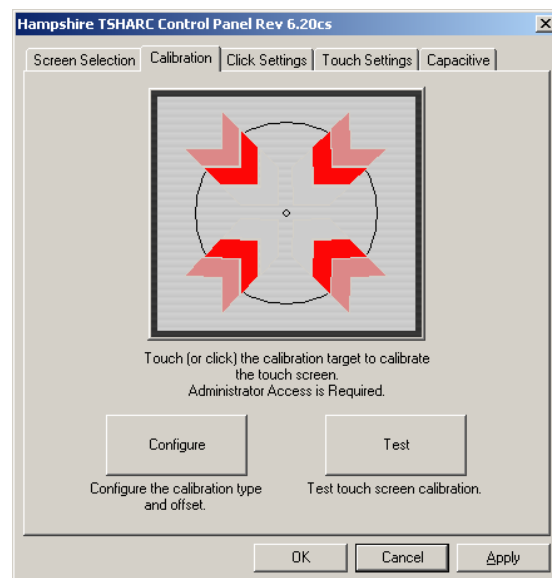 Hampshire TSHARC Control Panel Rev 6.20cs
Screen Selection Calibration Click Settings Touch Settings Capacitive
Touch (or click) the calibration target to calibrate
the touch screen.
Administrator Access is Required.
Configure Test
Configure the calibration type
and offset.
Test touch screen calibration.
OK Cancel Apply